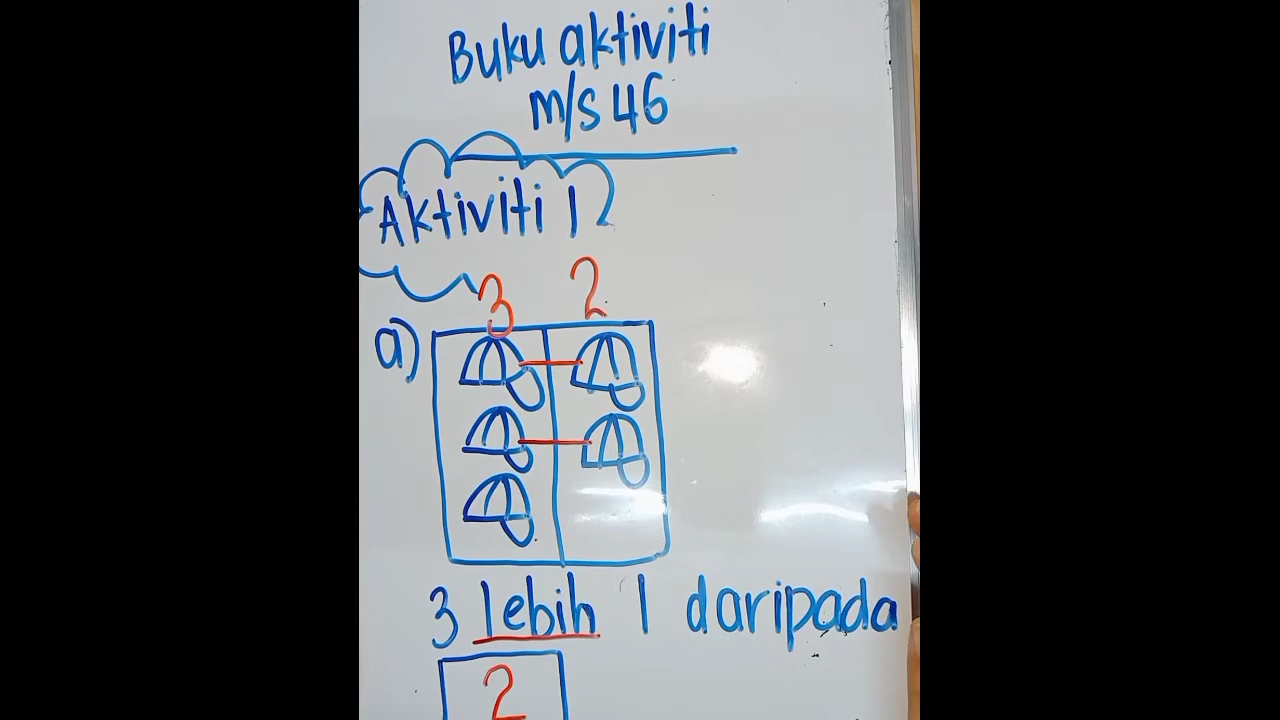 Buku aktiviti
m/s 46
Aktiviti 1
3 2
a)
3 lebih 1 daripada
2